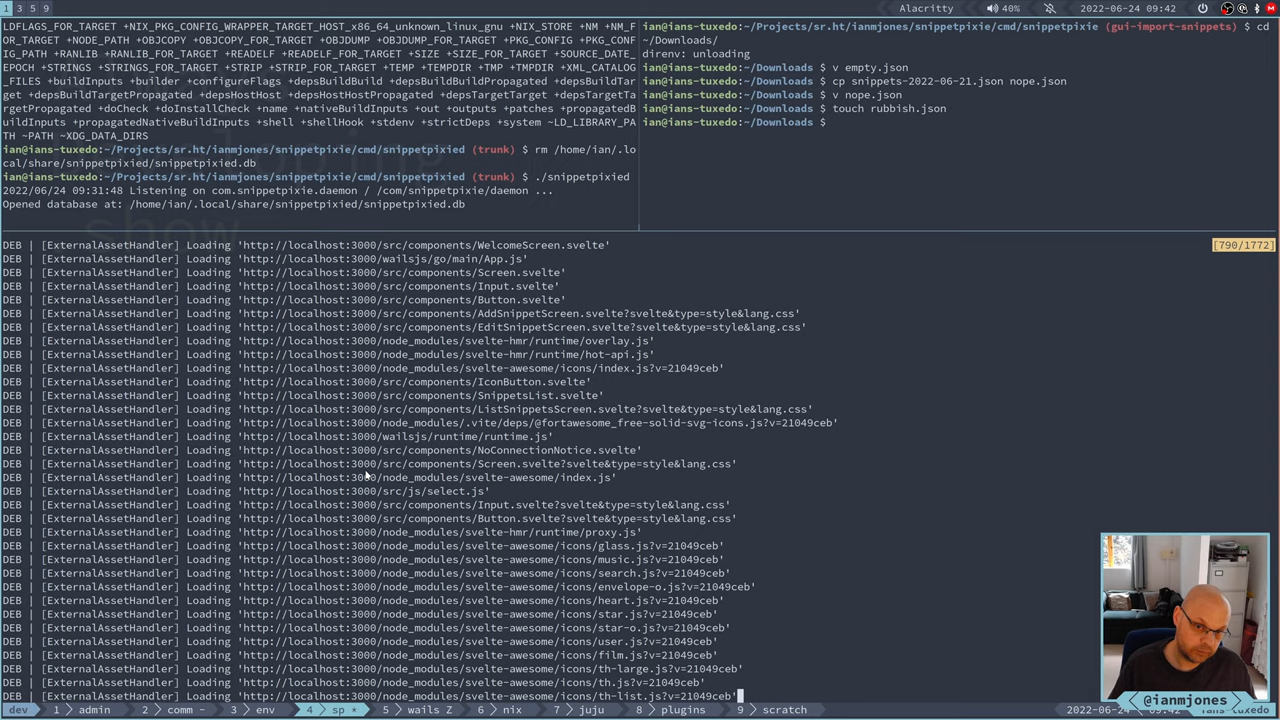 1 3 5 9
Alacritty
40%
2022-06-24 09:42
LDFLAGS_FOR_TARGET +NIX_PKG_CONFIG_WRAPPER_TARGET_HOST_x86_64_unknown_linux_gnu +NIX_STORE +NM +NM_F
OR_TARGET +NODE_PATH +OBJCOPY +OBJCOPY_FOR_TARGET +OBJDUMP +OBJDUMP_FOR_TARGET +PKG_CONFIG +PKG_CONF
IG_PATH +RANLIB +RANLIB_FOR_TARGET +READELF +READELF_FOR_TARGET +SIZE +SIZE_FOR_TARGET +SOURCE_DATE_
EPOCH +STRINGS +STRINGS_FOR_TARGET +STRIP +STRIP_FOR_TARGET +TEMP +TEMPDIR +TMP +TMPDIR +XML_CATALOG
_FILES +buildInputs +builder +configureFlags +depsBuildBuild +depsBuildBuildPropagated +depsBuildTar
get +depsBuildTargetPropagated +depsHostHost +depsHostHostPropagated +depsTargetTarget +depsTargetTa
rgetPropagated +doCheck +doInstallCheck +name +nativeBuildInputs +out +outputs +patches +propagatedB
uildInputs +propagatedNativeBuildInputs +shell +shellHook +stdenv +strictDeps +system ~LD_LIBRARY_PA
TH ~PATH ~XDG_DATA_DIRS
ian@ians-tuxedo:~/Projects/sr.ht/ianmjones/snippetpixie/cmd/snippetpixied (trunk) $ rm /home/ian/.lo
cal/share/snippetpixied/snippetpixied.db
ian@ians-tuxedo:~/Projects/sr.ht/ianmjones/snippetpixie/cmd/snippetpixied (trunk) $ ./snippetpixied
2022/06/24 09:31:48 Listening on com.snippetpixie.daemon / /com/snippetpixie/daemon ...
Opened database at: /home/ian/.local/share/snippetpixied/snippetpixied.db
show
ian@ians-tuxedo:~/Projects/sr.ht/ianmjones/snippetpixie/cmd/snippetpixie (gui-import-snippets) $ cd
~/Downloads/
direnv: unloading
ian@ians-tuxedo:~/Downloads $ v empty.json
ian@ians-tuxedo:~/Downloads $ cp snippets-2022-06-21.json nope.json
ian@ians-tuxedo:~/Downloads $ v nope.json
ian@ians-tuxedo:~/Downloads $ touch rubbish.json
ian@ians-tuxedo:~/Downloads $
[790/1772]
DEB | [ExternalAssetHandler] Loading 'http://localhost:3000/src/components/WelcomeScreen.svelte'
DEB | [ExternalAssetHandler] Loading 'http://localhost:3000/wailsjs/go/main/App.js'
DEB | [ExternalAssetHandler] Loading 'http://localhost:3000/src/components/Screen.svelte'
DEB | [ExternalAssetHandler] Loading 'http://localhost:3000/src/components/Input.svelte'
DEB | [ExternalAssetHandler] Loading 'http://localhost:3000/src/components/Button.svelte'
DEB | [ExternalAssetHandler] Loading 'http://localhost:3000/src/components/AddSnippetScreen.svelte?svelte&type=style&lang.css'
DEB | [ExternalAssetHandler] Loading 'http://localhost:3000/src/components/EditSnippetScreen.svelte?svelte&type=style&lang.css'
DEB | [ExternalAssetHandler] Loading 'http://localhost:3000/node_modules/svelte-hmr/runtime/overlay.js'
DEB | [ExternalAssetHandler] Loading 'http://localhost:3000/node_modules/svelte-hmr/runtime/hot-api.js'
DEB | [ExternalAssetHandler] Loading 'http://localhost:3000/node_modules/svelte-awesome/icons/index.js?v=21049ceb'
DEB | [ExternalAssetHandler] Loading 'http://localhost:3000/src/components/IconButton.svelte'
DEB | [ExternalAssetHandler] Loading 'http://localhost:3000/src/components/SnippetsList.svelte'
DEB | [ExternalAssetHandler] Loading 'http://localhost:3000/src/components/ListSnippetsScreen.svelte?svelte&type=style&lang.css'
DEB | [ExternalAssetHandler] Loading 'http://localhost:3000/node_modules/.vite/deps/@fortawesome_free-solid-svg-icons.js?v=21049ceb'
DEB | [ExternalAssetHandler] Loading 'http://localhost:3000/wailsjs/runtime/runtime.js'
DEB | [ExternalAssetHandler] Loading 'http://localhost:3000/src/components/NoConnectionNotice.svelte'
DEB | [ExternalAssetHandler] Loading 'http://localhost:3000/src/components/Screen.svelte?svelte&type=style&lang.css'
DEB | [ExternalAssetHandler] Loading 'http://localhost:3000/node_modules/svelte-awesome/index.js'
DEB | [ExternalAssetHandler] Loading 'http://localhost:3000/src/js/select.js'
DEB | [ExternalAssetHandler] Loading 'http://localhost:3000/src/components/Input.svelte?svelte&type=style&lang.css'
DEB | [ExternalAssetHandler] Loading 'http://localhost:3000/src/components/Button.svelte?svelte&type=style&lang.css'
DEB | [ExternalAssetHandler] Loading 'http://localhost:3000/node_modules/svelte-hmr/runtime/proxy.js'
DEB | [ExternalAssetHandler] Loading 'http://localhost:3000/node_modules/svelte-awesome/icons/glass.js?v=21049ceb'
DEB | [ExternalAssetHandler] Loading 'http://localhost:3000/node_modules/svelte-awesome/icons/music.js?v=21049ceb'
DEB | [ExternalAssetHandler] Loading 'http://localhost:3000/node_modules/svelte-awesome/icons/search.js?v=21049ceb'
DEB | [ExternalAssetHandler] Loading 'http://localhost:3000/node_modules/svelte-awesome/icons/envelope-o.js?v=21049ceb'
DEB | [ExternalAssetHandler] Loading 'http://localhost:3000/node_modules/svelte-awesome/icons/heart.js?v=21049ceb'
DEB | [ExternalAssetHandler] Loading 'http://localhost:3000/node_modules/svelte-awesome/icons/star.js?v=21049ceb'
DEB | [ExternalAssetHandler] Loading 'http://localhost:3000/node_modules/svelte-awesome/icons/star-o.js?v=21049ceb'
DEB | [ExternalAssetHandler] Loading 'http://localhost:3000/node_modules/svelte-awesome/icons/user.js?v=21049ceb'
DEB | [ExternalAssetHandler] Loading 'http://localhost:3000/node_modules/svelte-awesome/icons/film.js?v=21049ceb'
DEB | [ExternalAssetHandler] Loading 'http://localhost:3000/node_modules/svelte-awesome/icons/th-large.js?v=21049ceb'
DEB | [ExternalAssetHandler] Loading 'http://localhost:3000/node_modules/svelte-awesome/icons/th.js?v=21049ceb'
DEB | [ExternalAssetHandler] Loading 'http://localhost:3000/node_modules/svelte-awesome/icons/th-list.js?v=21049ceb'
@ianmjones
dev 1 admin 2 comm - 3 env 4 sp * 5 wails Z 6 nix 7 juju 8 plugins 9 scratch 2022-06-24 09:42 ians-tuxedo